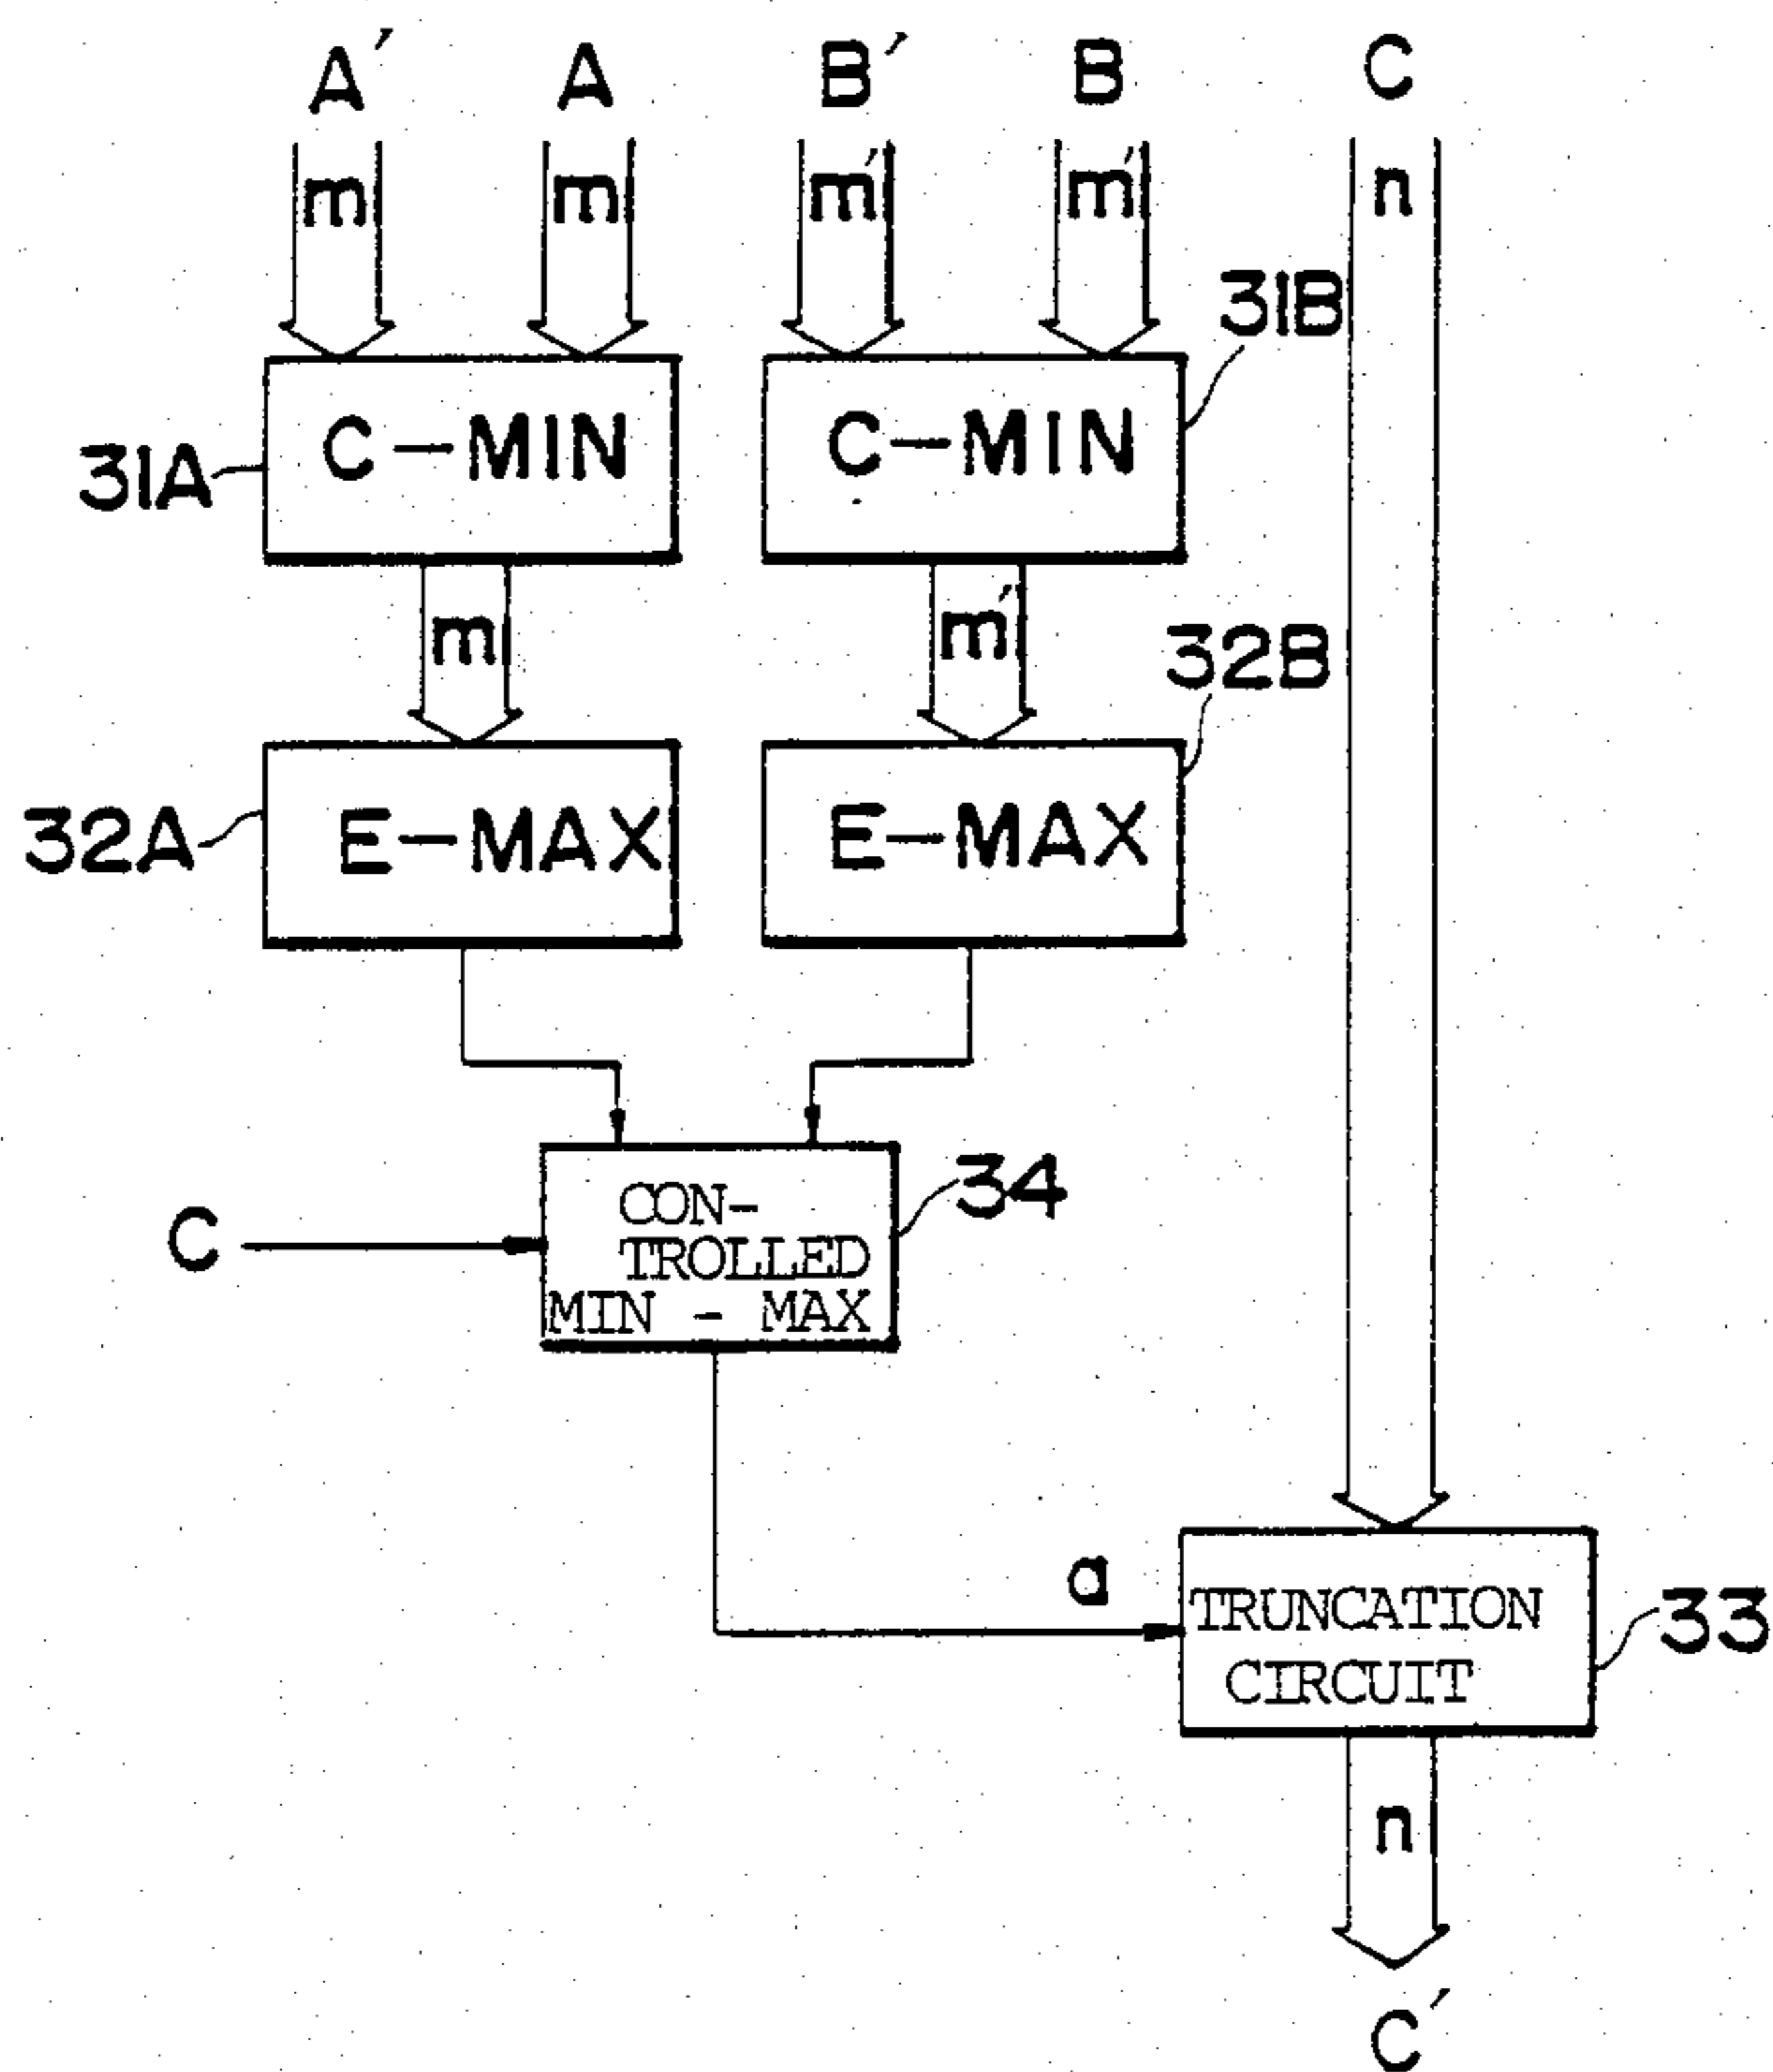 A' A B' B C
m m m' m' n
31B
C-MIN C-MIN
31A
m m'
32B
E-MAX E-MAX
32A
34
CON-
TROLLED
MIN - MAX
C
a
TRUNCATION
CIRCUIT
33
n
C'